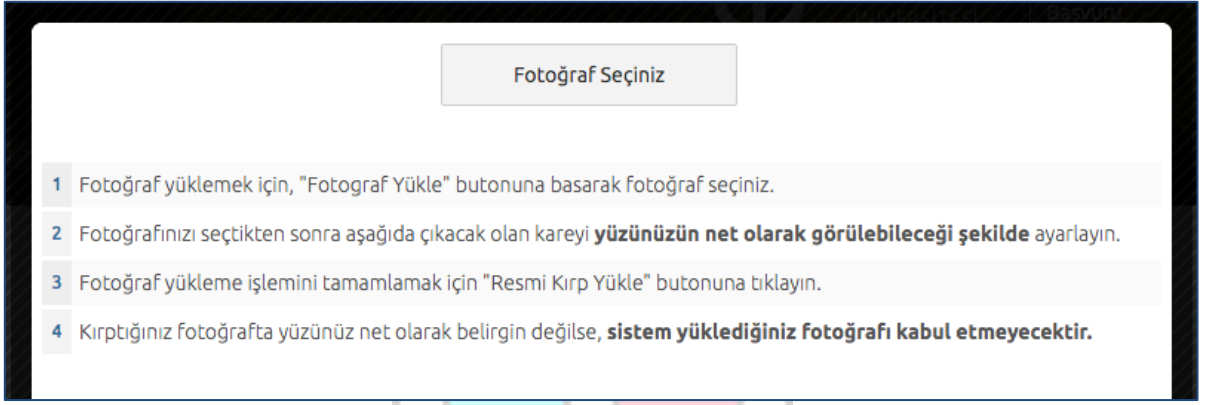 Başvuru
Fotoğraf Seçiniz
1 Fotoğraf yüklemek için, "Fotograf Yükle" butonuna basarak fotoğraf seçiniz.
2 Fotoğrafınızı seçtikten sonra aşağıda çıkacak olan kareyi yüzünüzün net olarak görülebileceği şekilde ayarlayın.
3 Fotoğraf yükleme işlemini tamamlamak için "Resmi Kırp Yükle" butonuna tıklayın.
4 Kırptığınız fotoğrafta yüzünüz net olarak belirgin değilse, sistem yüklediğiniz fotoğrafı kabul etmeyecektir.